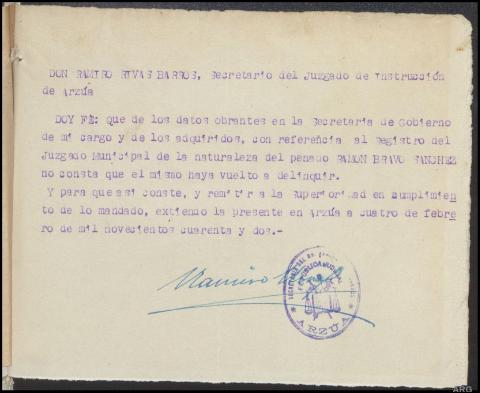 DON RAMIRO RIVAS BARROS, Secretario del Juzgado de Instrucción
de Arzúa
DOY FÉ: que de los datos obrantes en la Secretaria de Gobierno
de mi cargo y de los adquiridos, con referencia al Registro del
Juzgado Municipal de la naturaleza del penado RAMON BRAVO SANCHEZ
no consta que el mismo haya vuelto a delinquir.
Y para que asi conste, y remitir a la Superioridad en cumplimien
to de lo mandado, extiendo la presente en Arzúa a cuatro de febre
ro de mil novecientos cuarenta y dos.-
Ramiro
ARZÚA
ARG